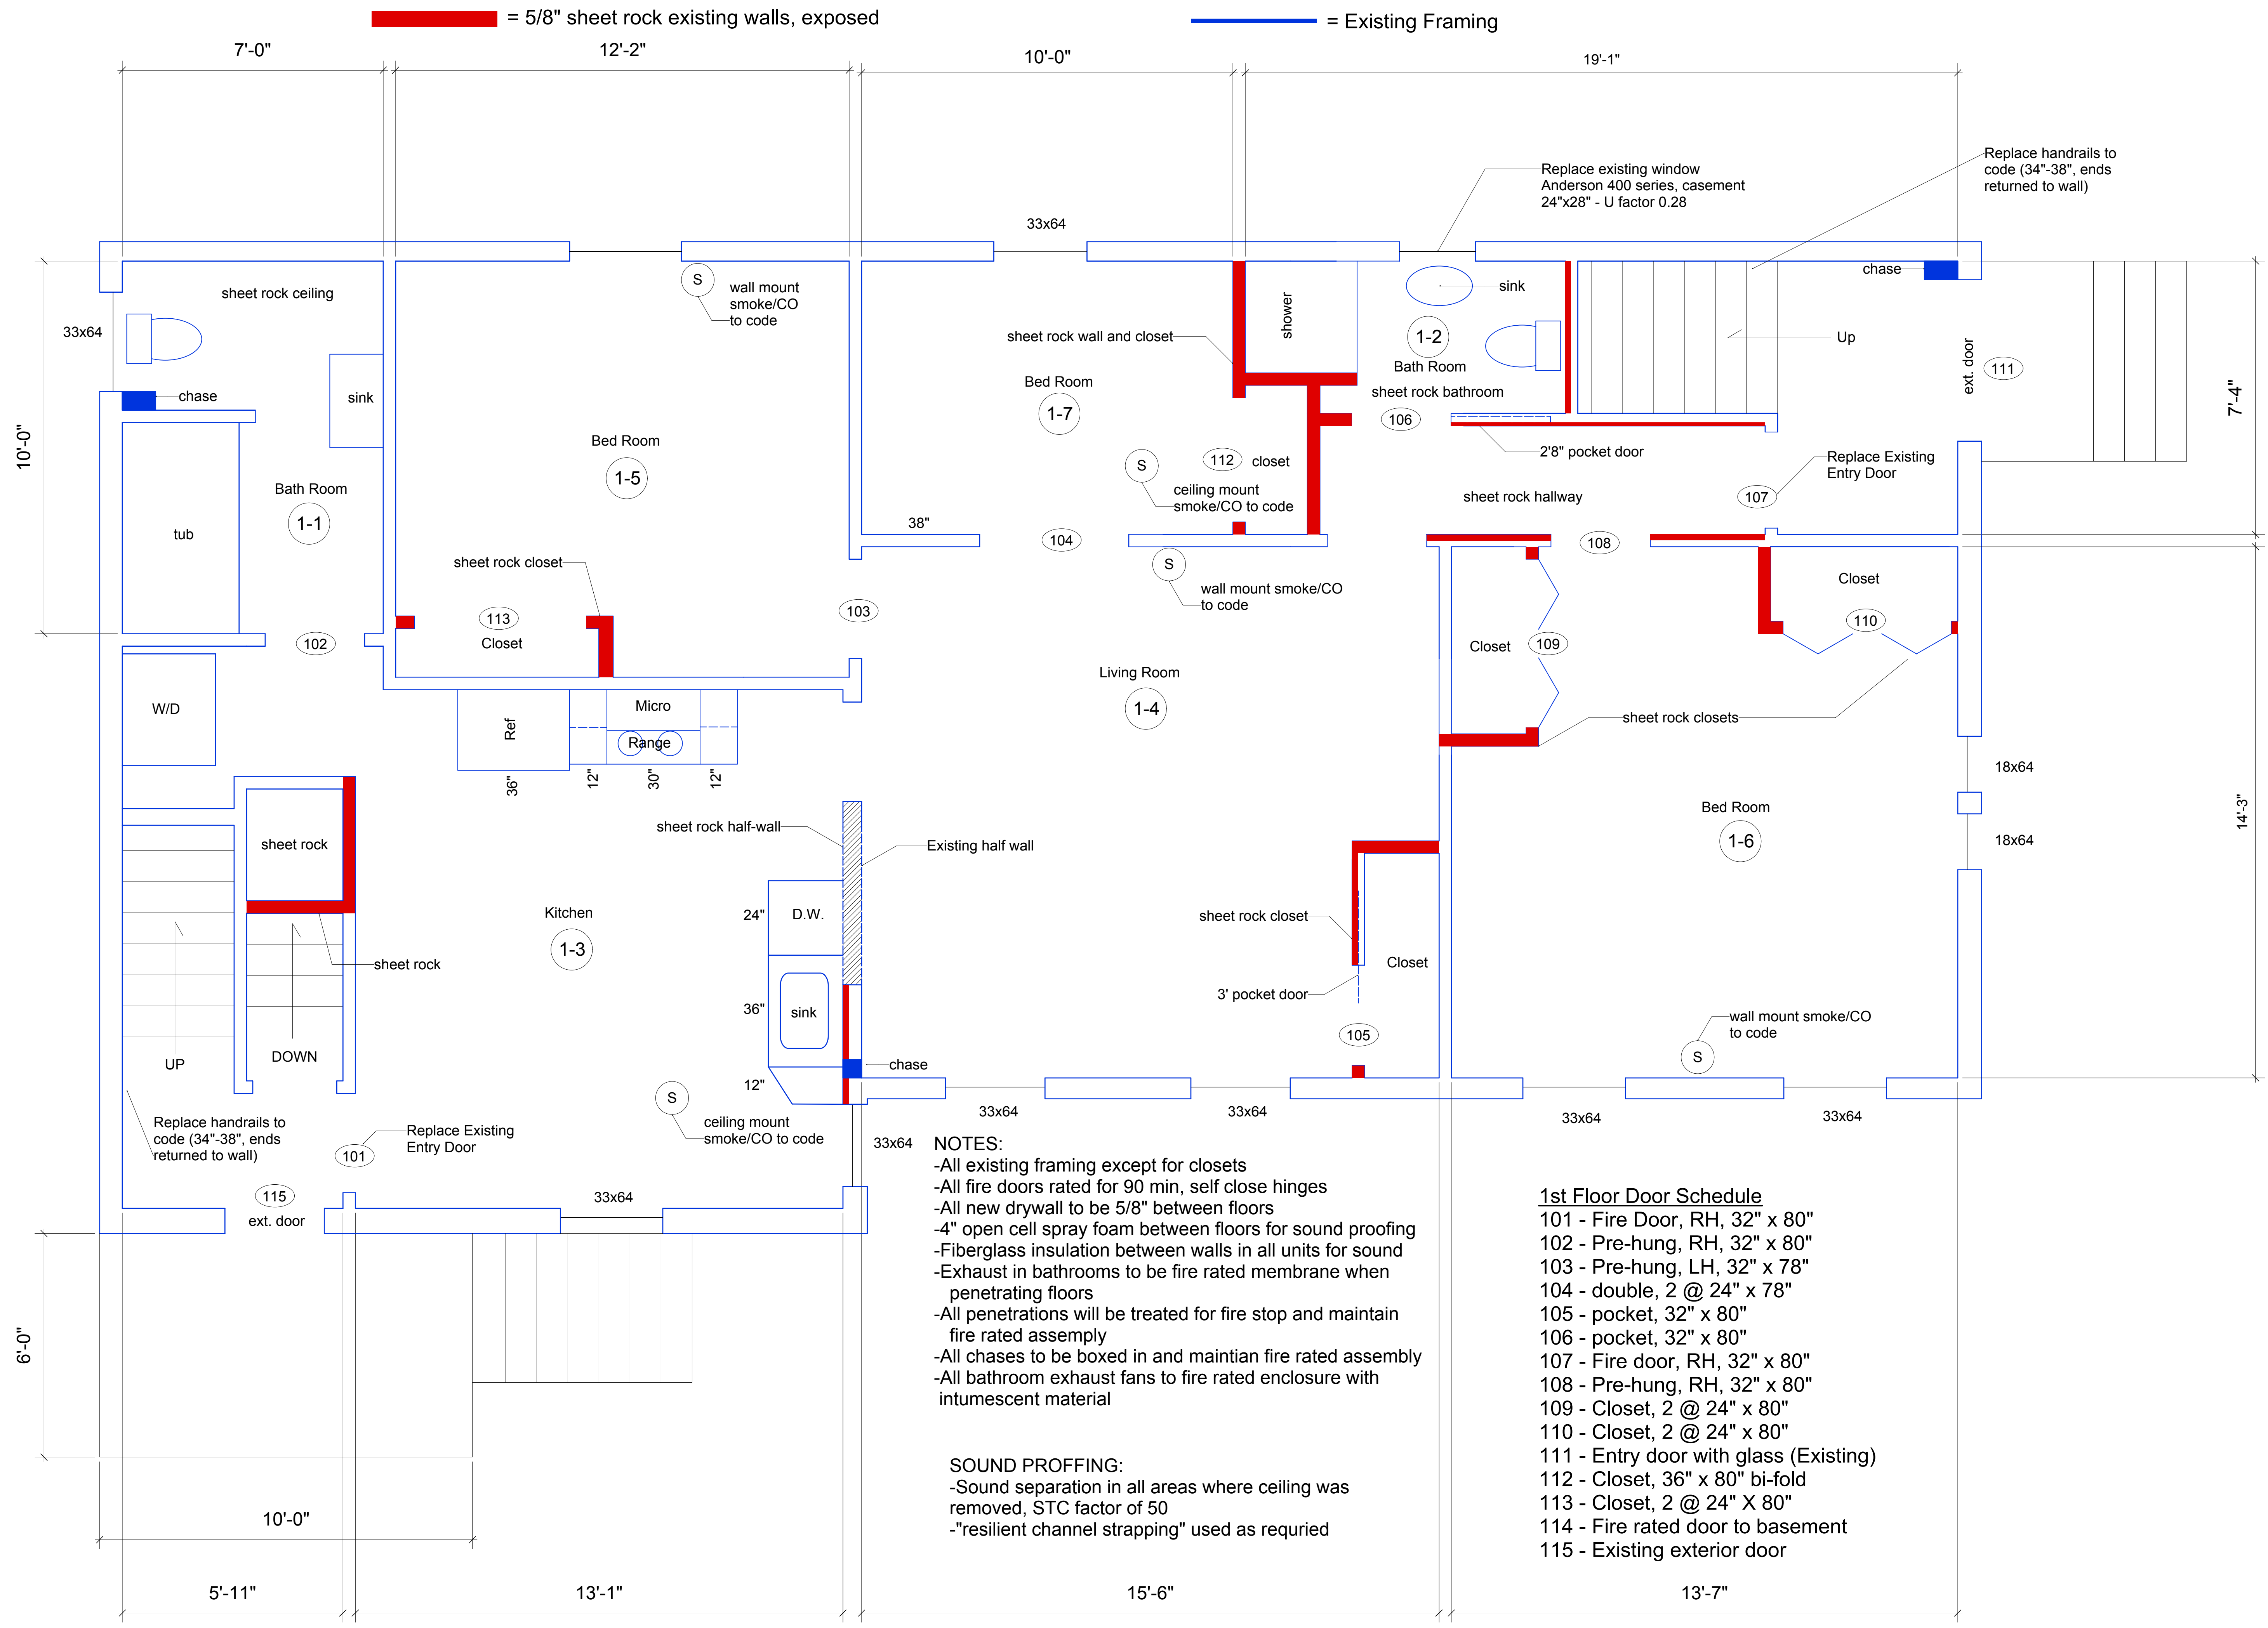 = 5/8" sheet rock existing walls, exposed
= Existing Framing
7'-0"
12'-2"
10'-0"
19'-1"
Replace handrails to
code (34"-38", ends
returned to wall)
Replace existing window
Anderson 400 series, casement
24"x28" - U factor 0.28
33x64
chase
sheet rock ceiling
S
wall mount
smoke/CO
to code
shower
sink
1-2
Bath Room
Up
ext. door
111
33x64
sheet rock wall and closet
Bed Room
1-7
sheet rock bathroom
7'-4"
chase
sink
106
10'-0"
Bed Room
1-5
S
112
closet
2'8" pocket door
Replace Existing
Entry Door
Bath Room
1-1
ceiling mount
smoke/CO to code
sheet rock hallway
107
tub
38"
104
108
sheet rock closet
S
wall mount smoke/CO
to code
Closet
113
Closet
103
110
102
Closet
109
Living Room
1-4
W/D
Ref
Micro
Range
sheet rock closets
36"
12"
30"
12"
18x64
Bed Room
1-6
14'-3"
sheet rock half-wall
Existing half wall
18x64
sheet rock
Kitchen
1-3
24"
D.W.
sheet rock closet
Closet
sheet rock
3' pocket door
36"
sink
wall mount smoke/CO
to code
S
105
UP
DOWN
chase
12"
S
ceiling mount
smoke/CO to code
33x64
33x64
33x64
33x64
Replace handrails to
code (34"-38", ends
returned to wall)
Replace Existing
Entry Door
101
33x64
115
ext. door
33x64
NOTES:
-All existing framing except for closets
-All fire doors rated for 90 min, self close hinges
-All new drywall to be 5/8" between floors
-4" open cell spray foam between floors for sound proofing
-Fiberglass insulation between walls in all units for sound
-Exhaust in bathrooms to be fire rated membrane when
penetrating floors
-All penetrations will be treated for fire stop and maintain
fire rated assemply
-All chases to be boxed in and maintian fire rated assembly
-All bathroom exhaust fans to fire rated enclosure with
intumescent material
SOUND PROFFING:
-Sound separation in all areas where ceiling was
removed, STC factor of 50
-"resilient channel strapping" used as requried
1st Floor Door Schedule
101 - Fire Door, RH, 32" x 80"
102 - Pre-hung, RH, 32" x 80"
103 - Pre-hung, LH, 32" x 78"
104 - double, 2 @ 24" x 78"
105 - pocket, 32" x 80"
106 - pocket, 32" x 80"
107 - Fire door, RH, 32" x 80"
108 - Pre-hung, RH, 32" x 80"
109 - Closet, 2 @ 24" x 80"
110 - Closet, 2 @ 24" x 80"
111 - Entry door with glass (Existing)
112 - Closet, 36" x 80" bi-fold
113 - Closet, 2 @ 24" X 80"
114 - Fire rated door to basement
115 - Existing exterior door
6'-0"
10'-0"
5'-11"
13'-1"
15'-6"
13'-7"